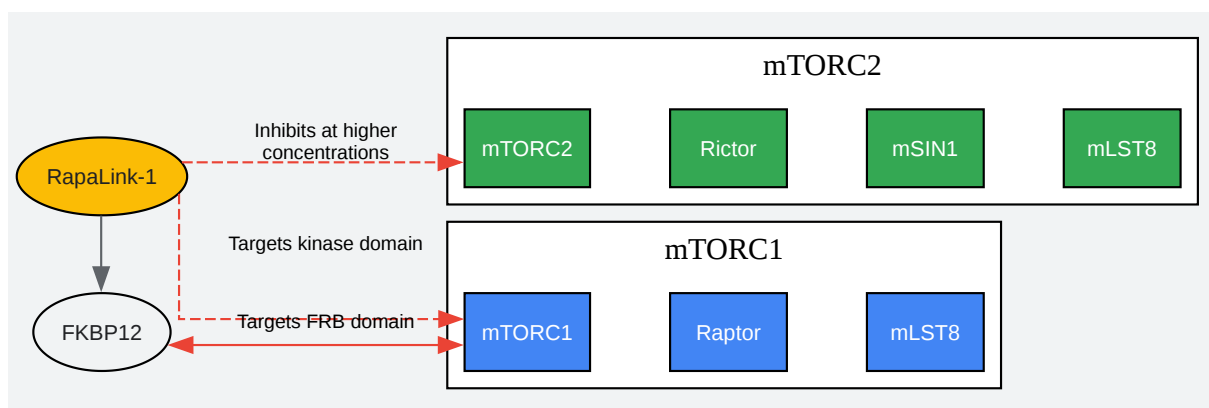 mTORC2
Inhibits at higher
concentrations
mTORC2
Rictor
mSIN1
mLST8
RapaLink-1
Targets kinase domain
mTORC1
Targets FRB domain
FKBP12
mTORC1
Raptor
mLST8